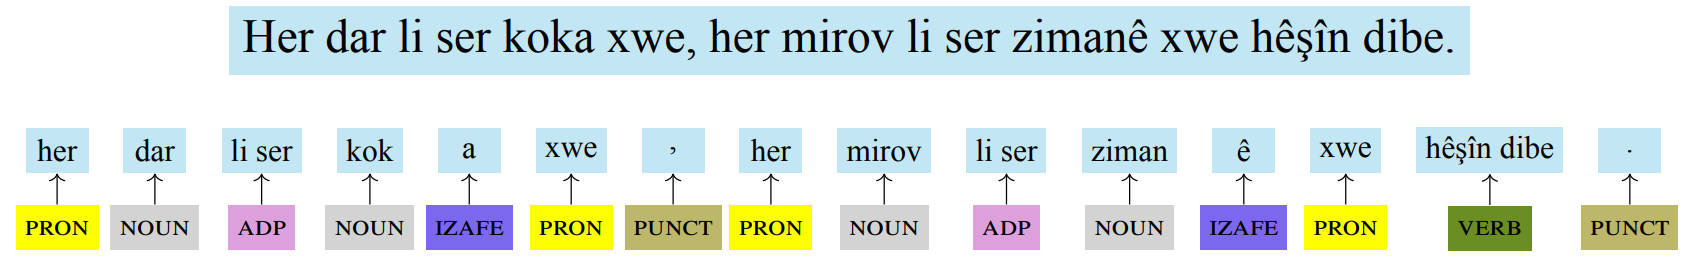 Her dar li ser koka xwe, her mirov li ser zimanê xwe hêşîn dibe.
her dar li ser kok a xwe , her mirov li ser ziman ê xwe hêşîn dibe .
PRON NOUN ADP NOUN IZAFE PRON PUNCT PRON NOUN ADP NOUN IZAFE PRON VERB PUNCT